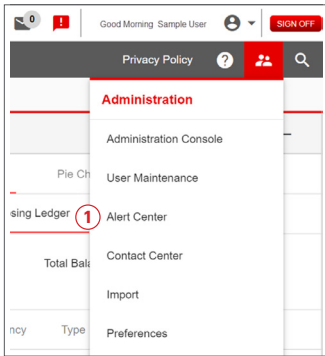 0
Good Morning Sample User
SIGN OFF
Privacy Policy ?
Administration
Administration Console
Pie Ch
User Maintenance
sing Ledger
1 Alert Center
Total Bala
Contact Center
Import
ncy Type
Preferences